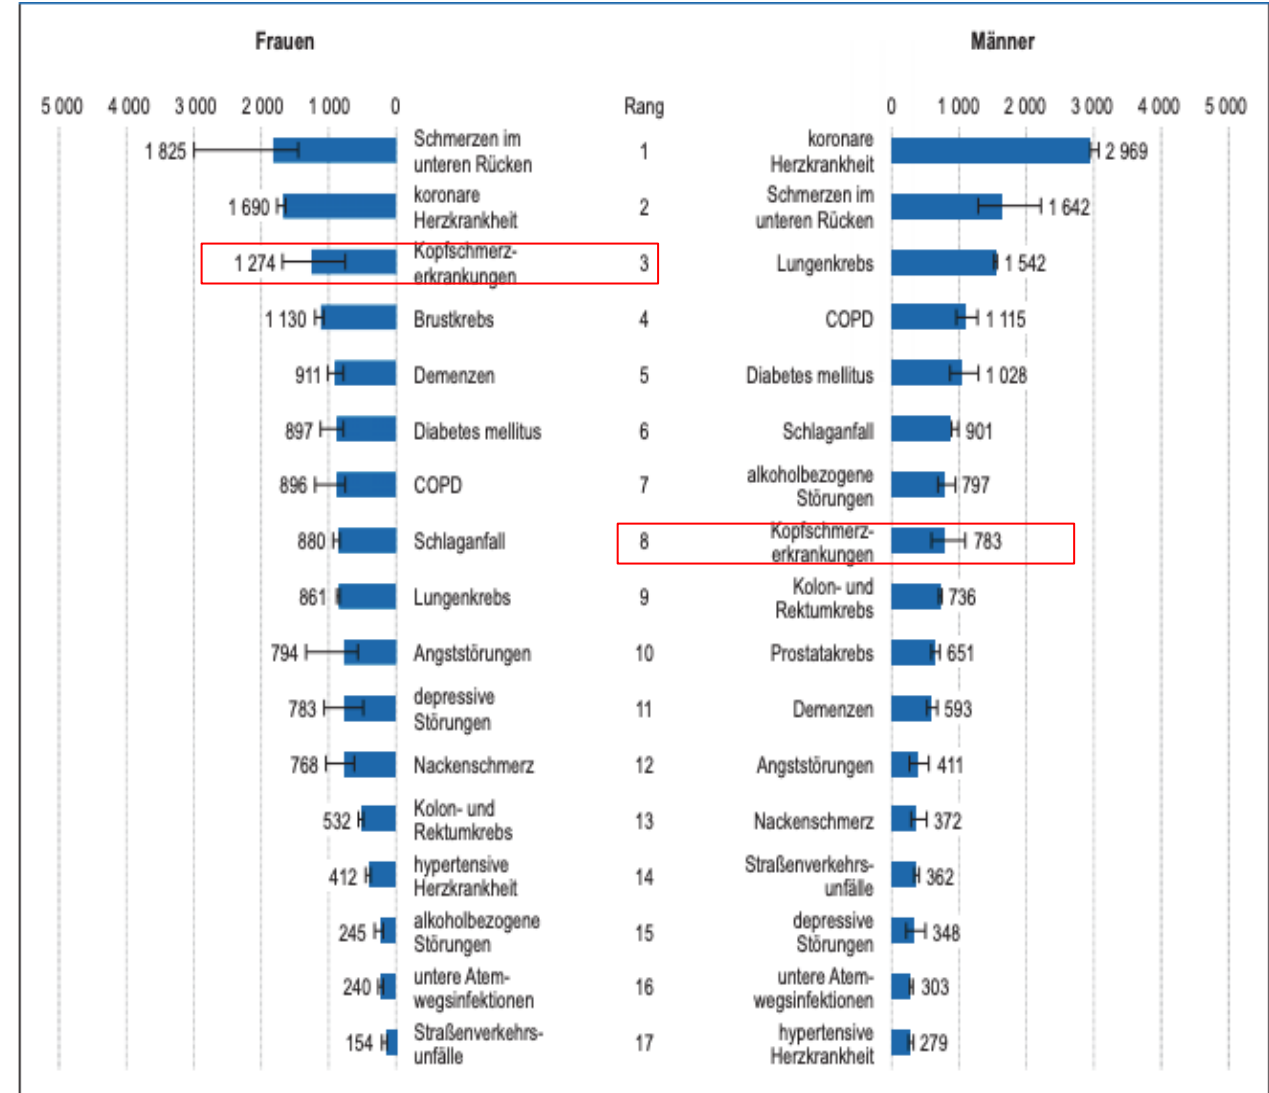 Frauen
Männer
5 000 4 000 3 000 2 000 1 000 0
Rang
0 1 000 2 000 3 000 4 000 5 000
1 825
Schmerzen im
unteren Rücken
1
koronare
Herzkrankheit
2 969
1 690
koronare
Herzkrankheit
2
Schmerzen im
unteren Rücken
1 642
1 274
Kopfschmerz-
erkrankungen
3
Lungenkrebs
1 542
1 130
Brustkrebs
4
COPD
1 115
911
Demenzen
5
Diabetes mellitus
1 028
897
Diabetes mellitus
6
Schlaganfall
901
896
COPD
7
alkoholbezogene
Störungen
797
880
Schlaganfall
8
Kopfschmerz-
erkrankungen
783
861
Lungenkrebs
9
Kolon- und
Rektumkrebs
736
794
Angststörungen
10
Prostatakrebs
651
783
depressive
Störungen
11
Demenzen
593
768
Nackenschmerz
12
Angststörungen
411
532
Kolon- und
Rektumkrebs
13
Nackenschmerz
372
412
hypertensive
Herzkrankheit
14
Straßenverkehrs-
unfälle
362
245
alkoholbezogene
Störungen
15
depressive
Störungen
348
240
untere Atem-
wegsinfektionen
16
untere Atem-
wegsinfektionen
303
154
Straßenverkehrs-
unfälle
17
hypertensive
Herzkrankheit
279